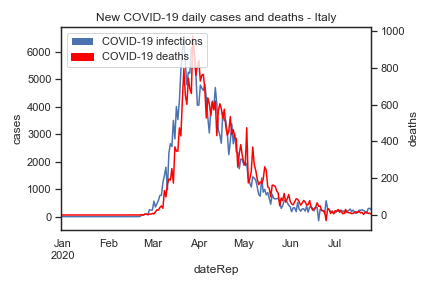 New COVID-19 daily cases and deaths - Italy
COVID-19 infections
COVID-19 deaths
6000
5000
4000
3000
2000
1000
0
cases
1000
800
600
400
200
0
deaths
Jan
2020
Feb
Mar
Apr
May
Jun
Jul
dateRep